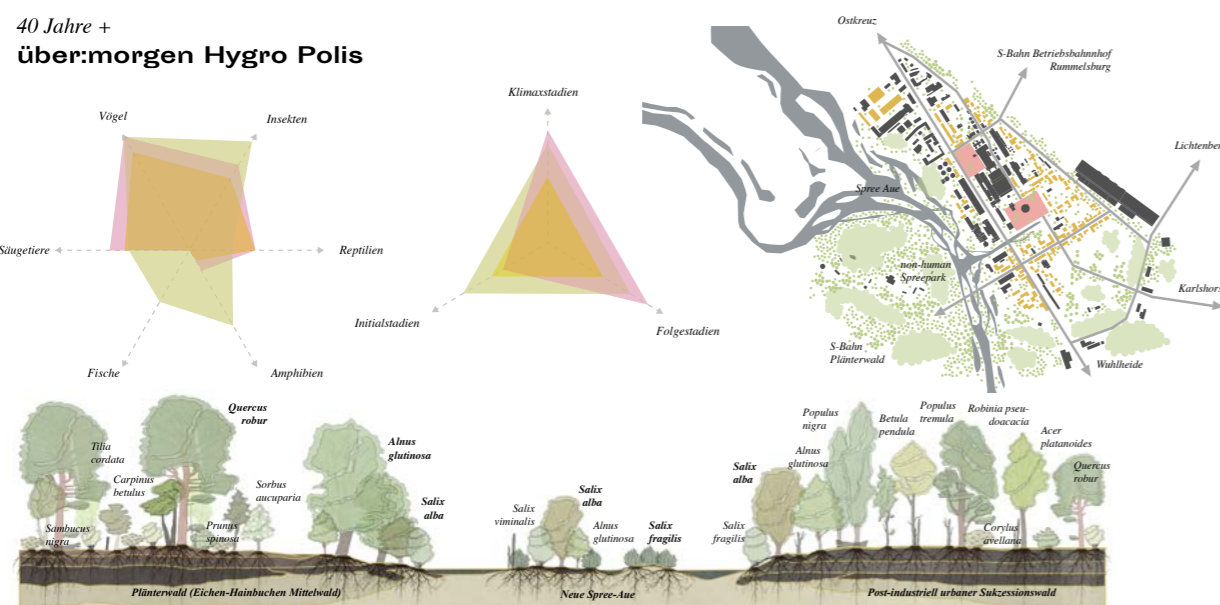 40 Jahre +
über:morgen Hygro Polis
Vögel
Insekten
Säugetiere
Reptilien
Fische
Amphibien
Klimaxstadien
Initialstadien
Folgestadien
Ostkreuz
S-Bahn Betriebsbahnnhof
Rummelsburg
Lichtenber
Spree Aue
non-human
Spreepark
Karlshors
S-Bahn
Plänterwald
Wuhlheide
Quercus
robur
Tilia
cordata
Carpinus
betulus
Sorbus
aucuparia
Sambucus
nigra
Prunus
spinosa
Alnus
glutinosa
Salix
alba
Salix
viminalis
Salix
alba
Alnus
glutinosa
Salix
fragilis
Salix
fragilis
Salix
alba
Alnus
glutinosa
Populus
nigra
Betula
pendula
Populus
tremula
Robinia pseu-
doacacia
Acer
platanoides
Quercus
robur
Corylus
avellana
Plänterwald (Eichen-Hainbuchen Mittelwald)
Neue Spree-Aue
Post-industriell urbaner Sukzessionswald